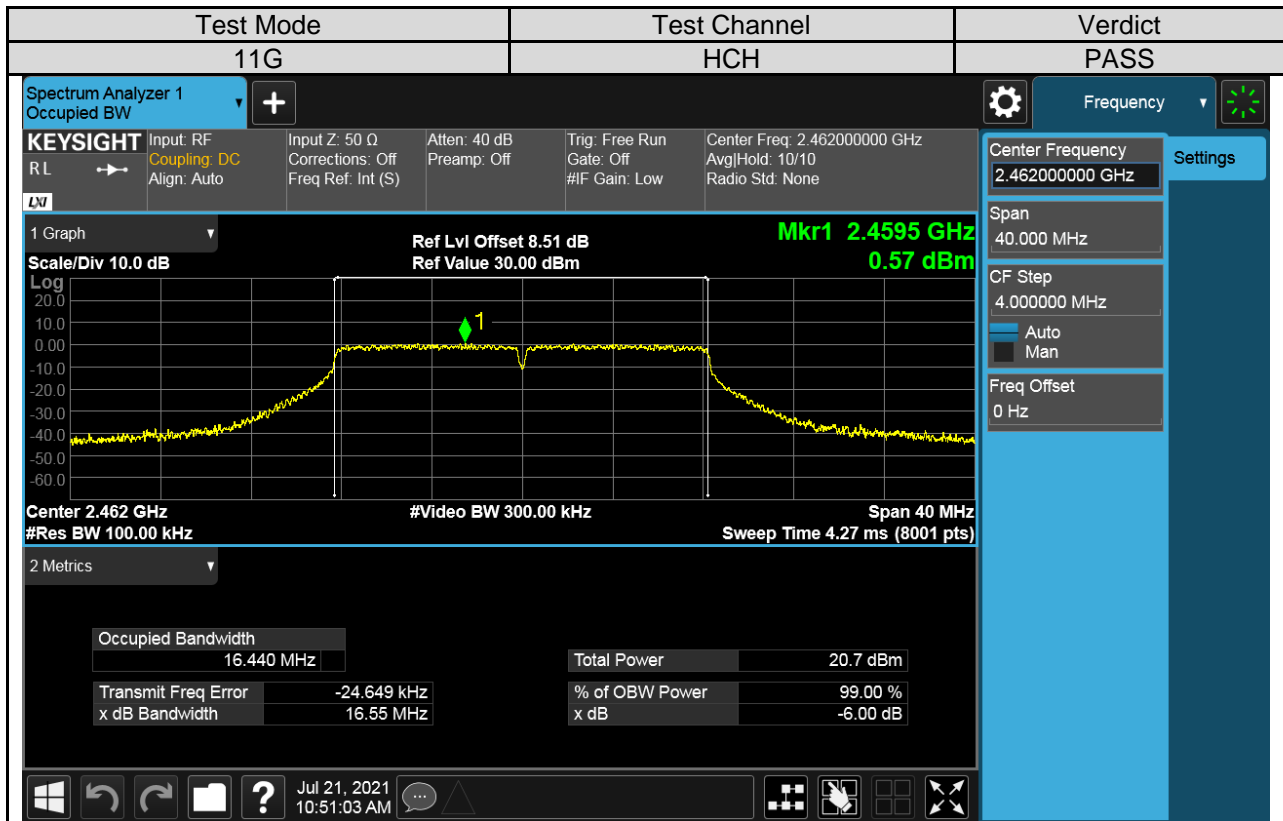 Test Mode Test Channel Verdict
11G HCH PASS
Spectrum Analyzer 1
Occupied BW
Frequency
KEYSIGHT
RL
LXI
Input: RF
Coupling: DC
Align: Auto
Input Z: 50 Ω
Corrections: Off
Freq Ref: Int (S)
Atten: 40 dB
Preamp: Off
Trig: Free Run
Gate: Off
#IF Gain: Low
Center Freq: 2.462000000 GHz
Avg|Hold: 10/10
Radio Std: None
Center Frequency
2.462000000 GHz
Settings
Span
40.000 MHz
CF Step
4.000000 MHz
Auto
Man
Freq Offset
0 Hz
1 Graph
Scale/Div 10.0 dB
Ref Lvl Offset 8.51 dB
Ref Value 30.00 dBm
Mkr1 2.4595 GHz
0.57 dBm
Log
20.0
10.0
0.00
-10.0
-20.0
-30.0
-40.0
-50.0
-60.0
1
Center 2.462 GHz
#Res BW 100.00 kHz
#Video BW 300.00 kHz
Span 40 MHz
Sweep Time 4.27 ms (8001 pts)
2 Metrics
Occupied Bandwidth
16.440 MHz
Total Power 20.7 dBm
Transmit Freq Error -24.649 kHz
x dB Bandwidth 16.55 MHz
% of OBW Power 99.00 %
x dB -6.00 dB
?
Jul 21, 2021
10:51:03 AM